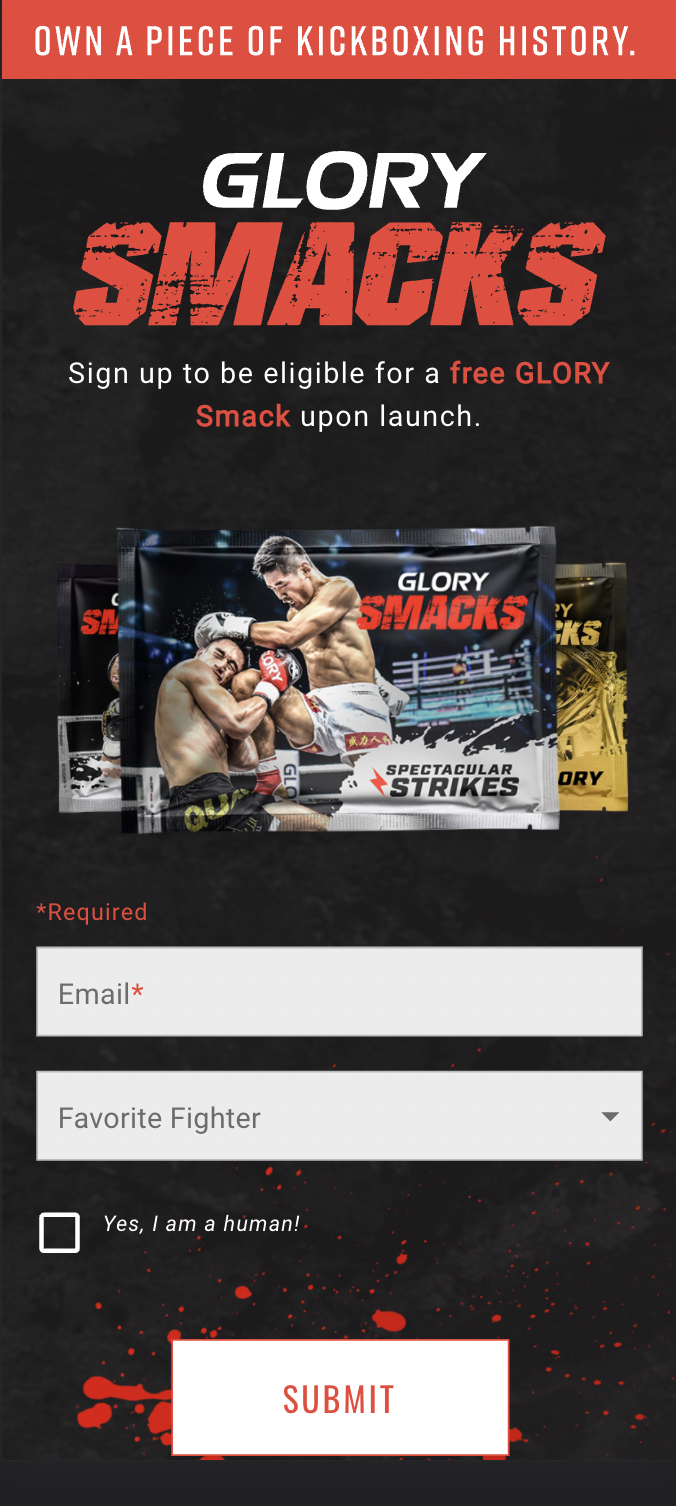 OWN A PIECE OF KICKBOXING HISTORY.
GLORY
SMACKS
Sign up to be eligible for a free GLORY
Smack upon launch.
GLORY
SMACKS
SPECTACULAR
STRIKES
*Required
Email*
Favorite Fighter
Yes, I am a human!
SUBMIT